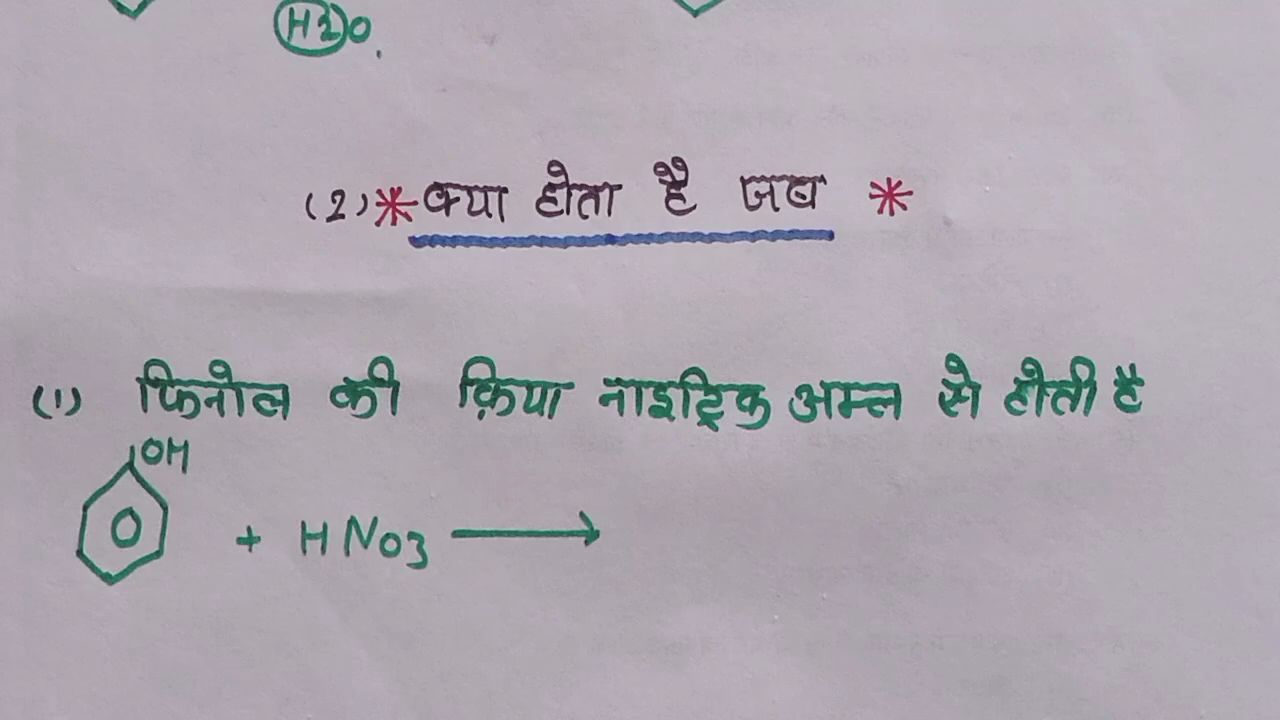 H2O.
(2) * क्या होता है जब *
(1) फिनोल की क्रिया नाइट्रिक अम्ल से होती है
OH
+ HNO3 ⟶